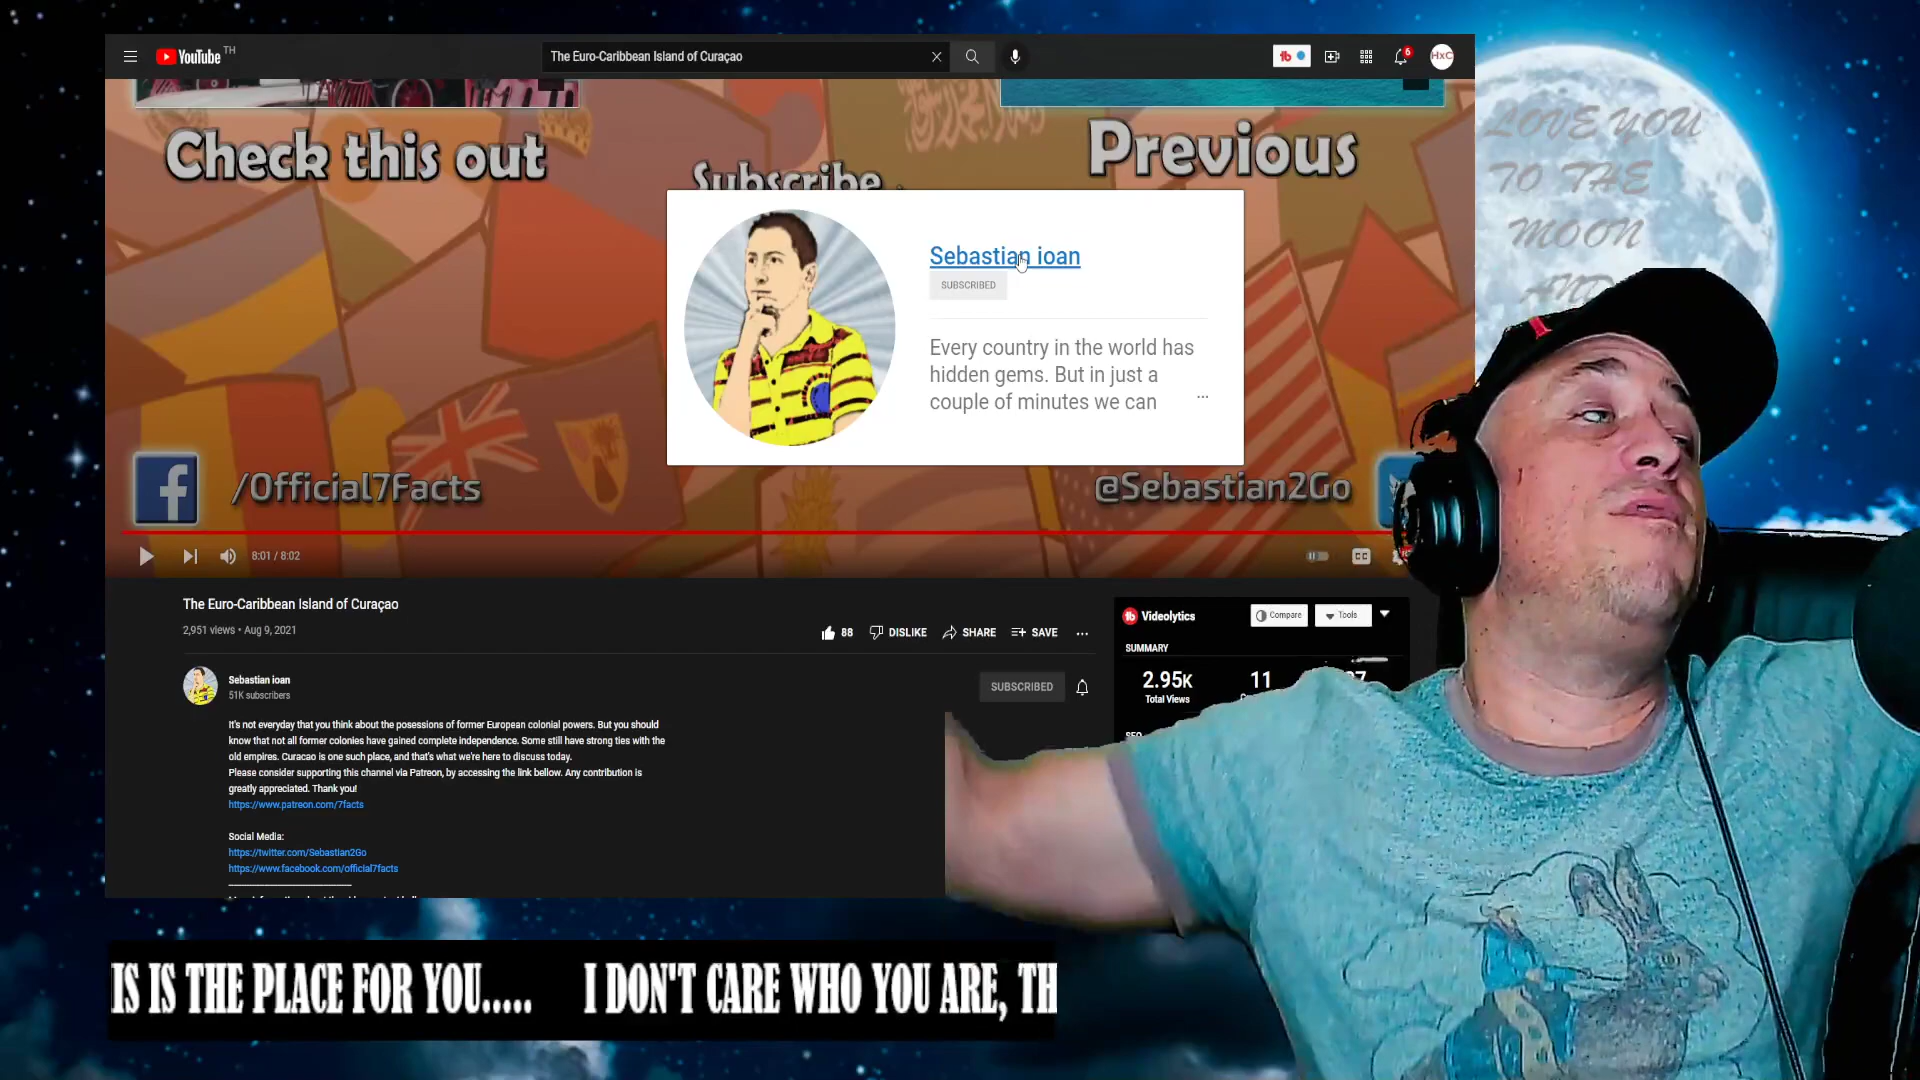 YouTube TH
The Euro-Caribbean Island of Curaçao
6
HxC
LOVE YOU
TO THE
MOON
AND
Check this out
Subscribe
Previous
Sebastian ioan
SUBSCRIBED
Every country in the world has
hidden gems. But in just a
couple of minutes we can ...
/Official7Facts
@Sebastian2Go
8:01 / 8:02
CC
The Euro-Caribbean Island of Curaçao
2,951 views • Aug 9, 2021
88 DISLIKE SHARE SAVE ...
Sebastian ioan
51K subscribers
SUBSCRIBED
It's not everyday that you think about the posessions of former European colonial powers. But you should
know that not all former colonies have gained complete independence. Some still have strong ties with the
old empires. Curacao is one such place, and that's what we're here to discuss today.
Please consider supporting this channel via Patreon, by accessing the link bellow. Any contribution is
greatly appreciated. Thank you!
https://www.patreon.com/7facts
Social Media:
https://twitter.com/Sebastian2Go
https://www.facebook.com/official7facts
Videolytics
Compare
Tools
SUMMARY
2.95K
11
Total Views
IS IS THE PLACE FOR YOU..... I DON'T CARE WHO YOU ARE, TH